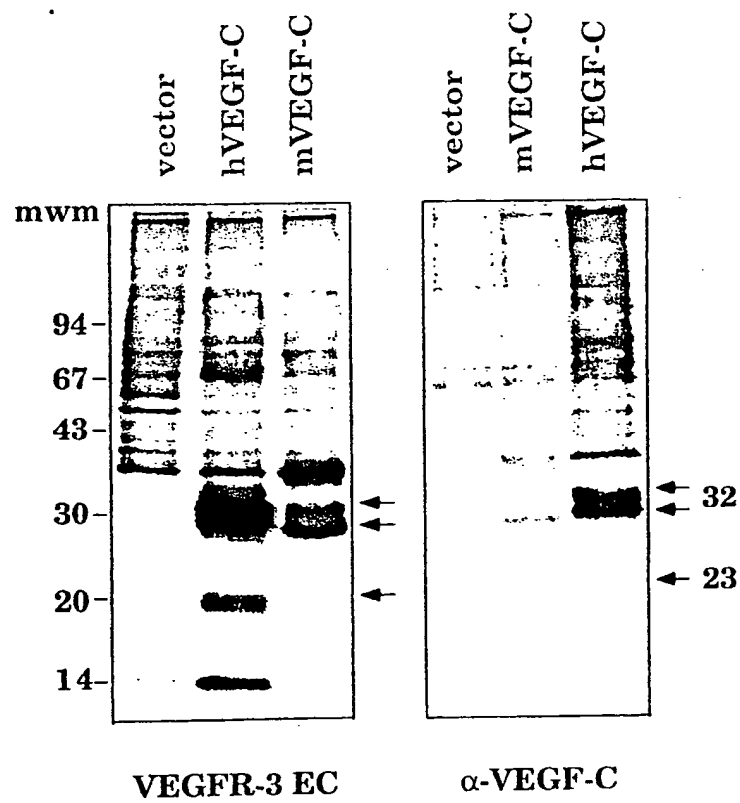 vector
hVEGF-C
mVEGF-C
vector
mVEGF-C
hVEGF-C
mwm
94
67
43
30
20
14
32
23
VEGFR-3 EC
α-VEGF-C